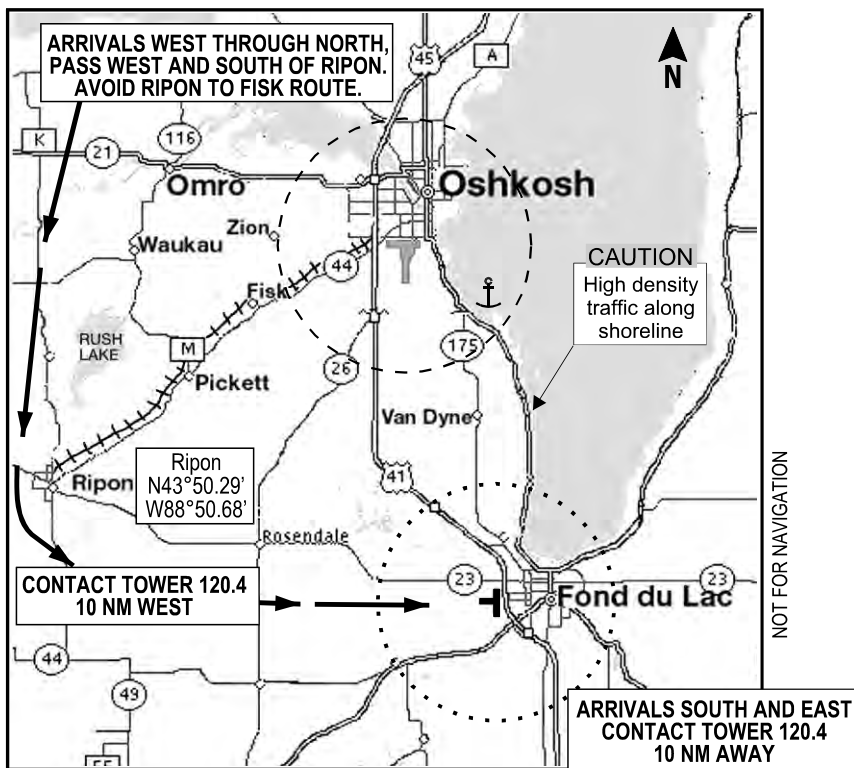 ARRIVALS WEST THROUGH NORTH,
PASS WEST AND SOUTH OF RIPON.
AVOID RIPON TO FISK ROUTE.
45
A
N
K
116
21
Omro
Oshkosh
Zion
Waukau
44
Fisk
CAUTION
High density
traffic along
shoreline
RUSH
LAKE
M
Pickett
26
175
Van Dyne
41
Ripon
Ripon
N43°50.29'
W88°50.68'
Rosendale
NOT FOR NAVIGATION
CONTACT TOWER 120.4
10 NM WEST
23
Fond du Lac
23
44
49
ARRIVALS SOUTH AND EAST
CONTACT TOWER 120.4
10 NM AWAY